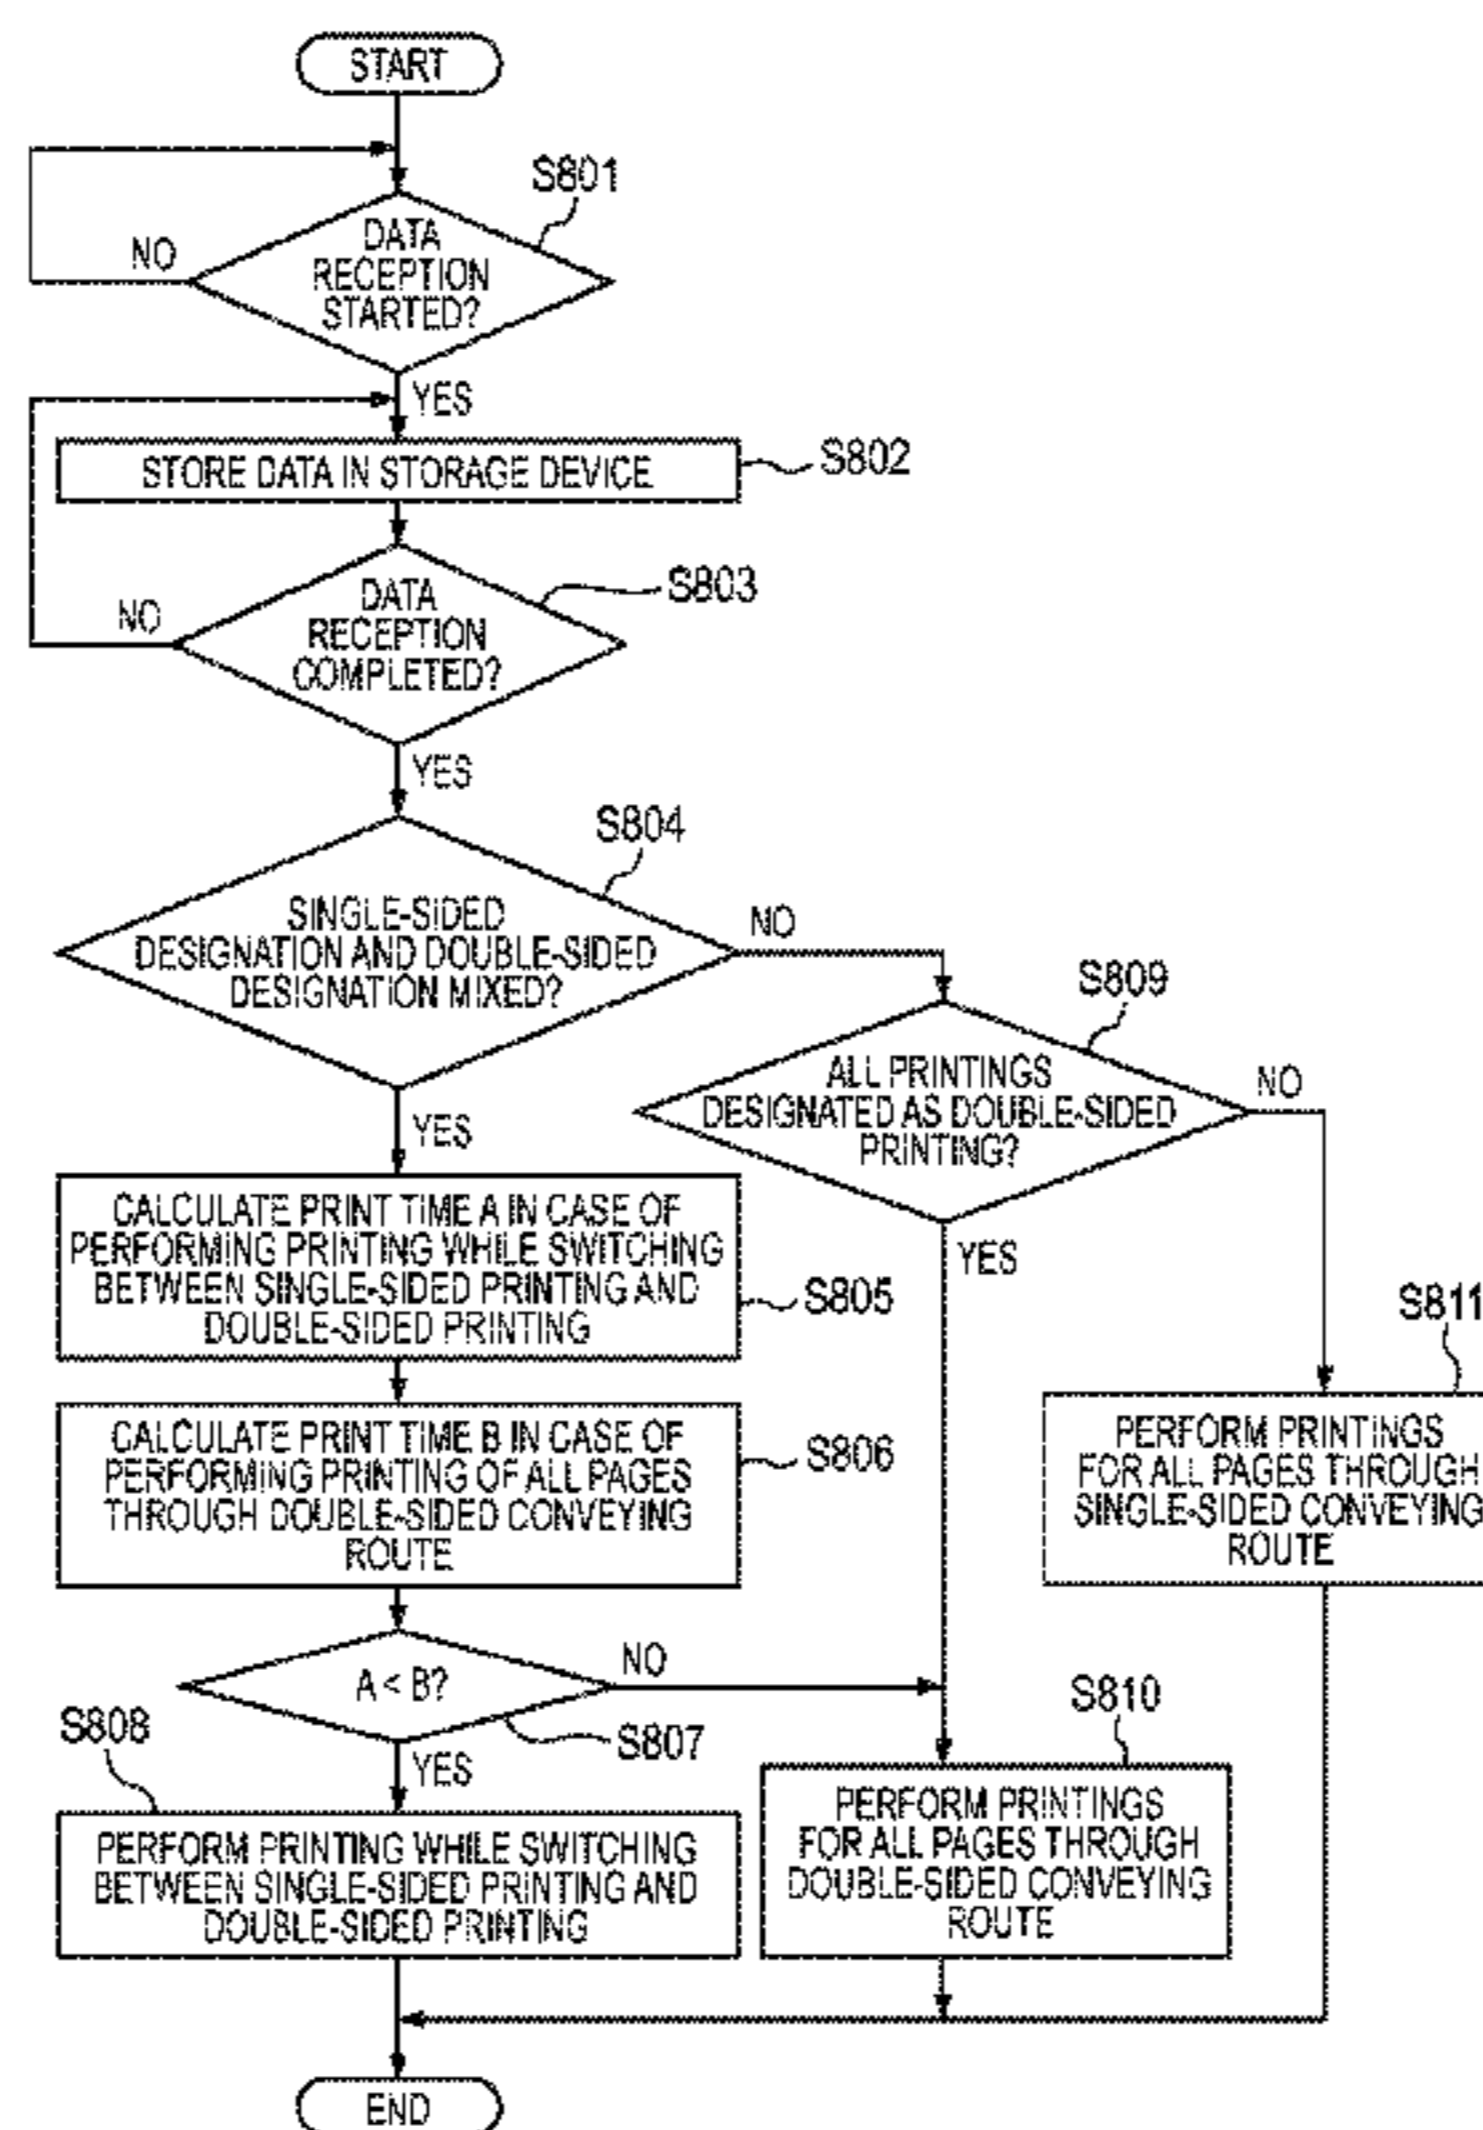 START
S801
DATA
RECEPTION
STARTED?
NO
YES
STORE DATA IN STORAGE DEVICE
S802
DATA
RECEPTION
COMPLETED?
S803
NO
YES
S804
SINGLE-SIDED
DESIGNATION AND DOUBLE-SIDED
DESIGNATION MIXED?
NO
YES
S809
ALL PRINTINGS
DESIGNATED AS DOUBLE-SIDED
PRINTING?
NO
YES
CALCULATE PRINT TIME A IN CASE OF
PERFORMING PRINTING WHILE SWITCHING
BETWEEN SINGLE-SIDED PRINTING AND
DOUBLE-SIDED PRINTING
S805
S811
PERFORM PRINTINGS
FOR ALL PAGES THROUGH
SINGLE-SIDED CONVEYING
ROUTE
CALCULATE PRINT TIME B IN CASE OF
PERFORMING PRINTING OF ALL PAGES
THROUGH DOUBLE-SIDED CONVEYING
ROUTE
S806
A < B?
NO
S807
YES
S808
PERFORM PRINTING WHILE SWITCHING
BETWEEN SINGLE-SIDED PRINTING AND
DOUBLE-SIDED PRINTING
S810
PERFORM PRINTINGS
FOR ALL PAGES THROUGH
DOUBLE-SIDED CONVEYING
ROUTE
END